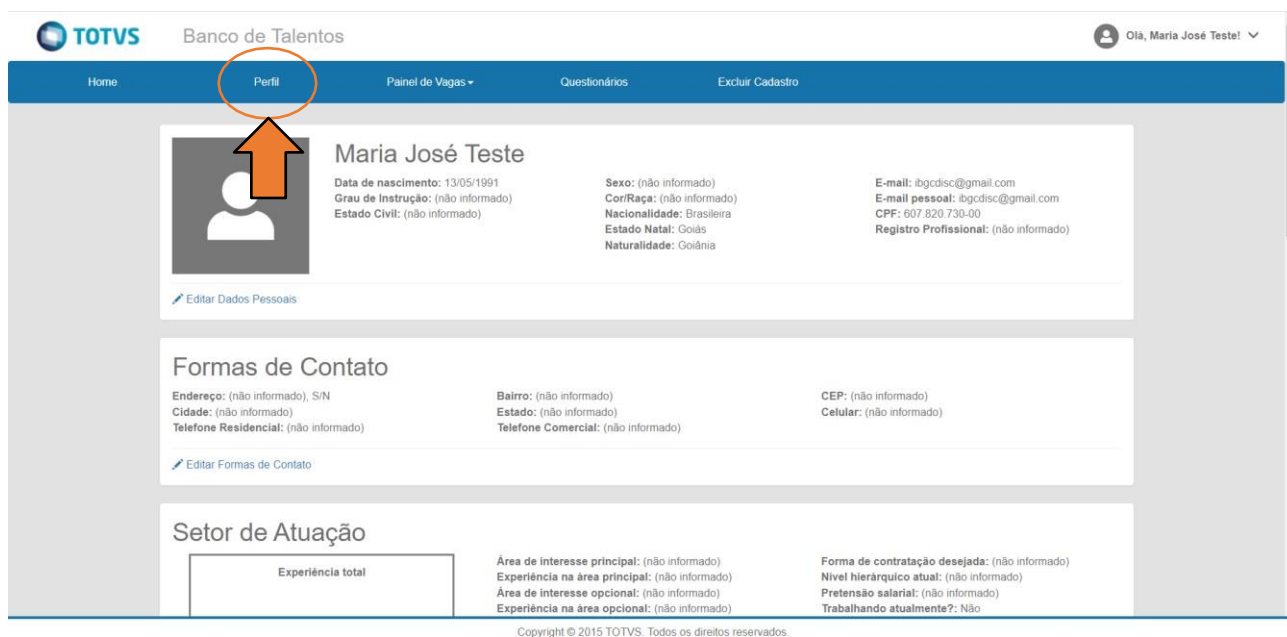 TOTVS Banco de Talentos Olá, Maria José Teste!
Home Perfil Painel de Vagas Questionários Excluir Cadastro
Maria José Teste
Data de nascimento: 13/05/1991 Sexo: (não informado) E-mail: ibgcdisc@gmail.com
Grau de Instrução: (não informado) Cor/Raça: (não informado) E-mail pessoal: ibgcdisc@gmail.com
Estado Civil: (não informado) Nacionalidade: Brasileira CPF: 607.820.730-00
Estado Natal: Goiás Registro Profissional: (não informado)
Naturalidade: Goiânia
Editar Dados Pessoais
Formas de Contato
Endereço: (não informado), S/N Bairro: (não informado) CEP: (não informado)
Cidade: (não informado) Estado: (não informado) Celular: (não informado)
Telefone Residencial: (não informado) Telefone Comercial: (não informado)
Editar Formas de Contato
Setor de Atuação
Experiência total
Área de interesse principal: (não informado) Forma de contratação desejada: (não informado)
Experiência na área principal: (não informado) Nível hierárquico atual: (não informado)
Área de interesse opcional: (não informado) Pretensão salarial: (não informado)
Experiência na área opcional: (não informado) Trabalhando atualmente?: Não
Copyright © 2015 TOTVS. Todos os direitos reservados.